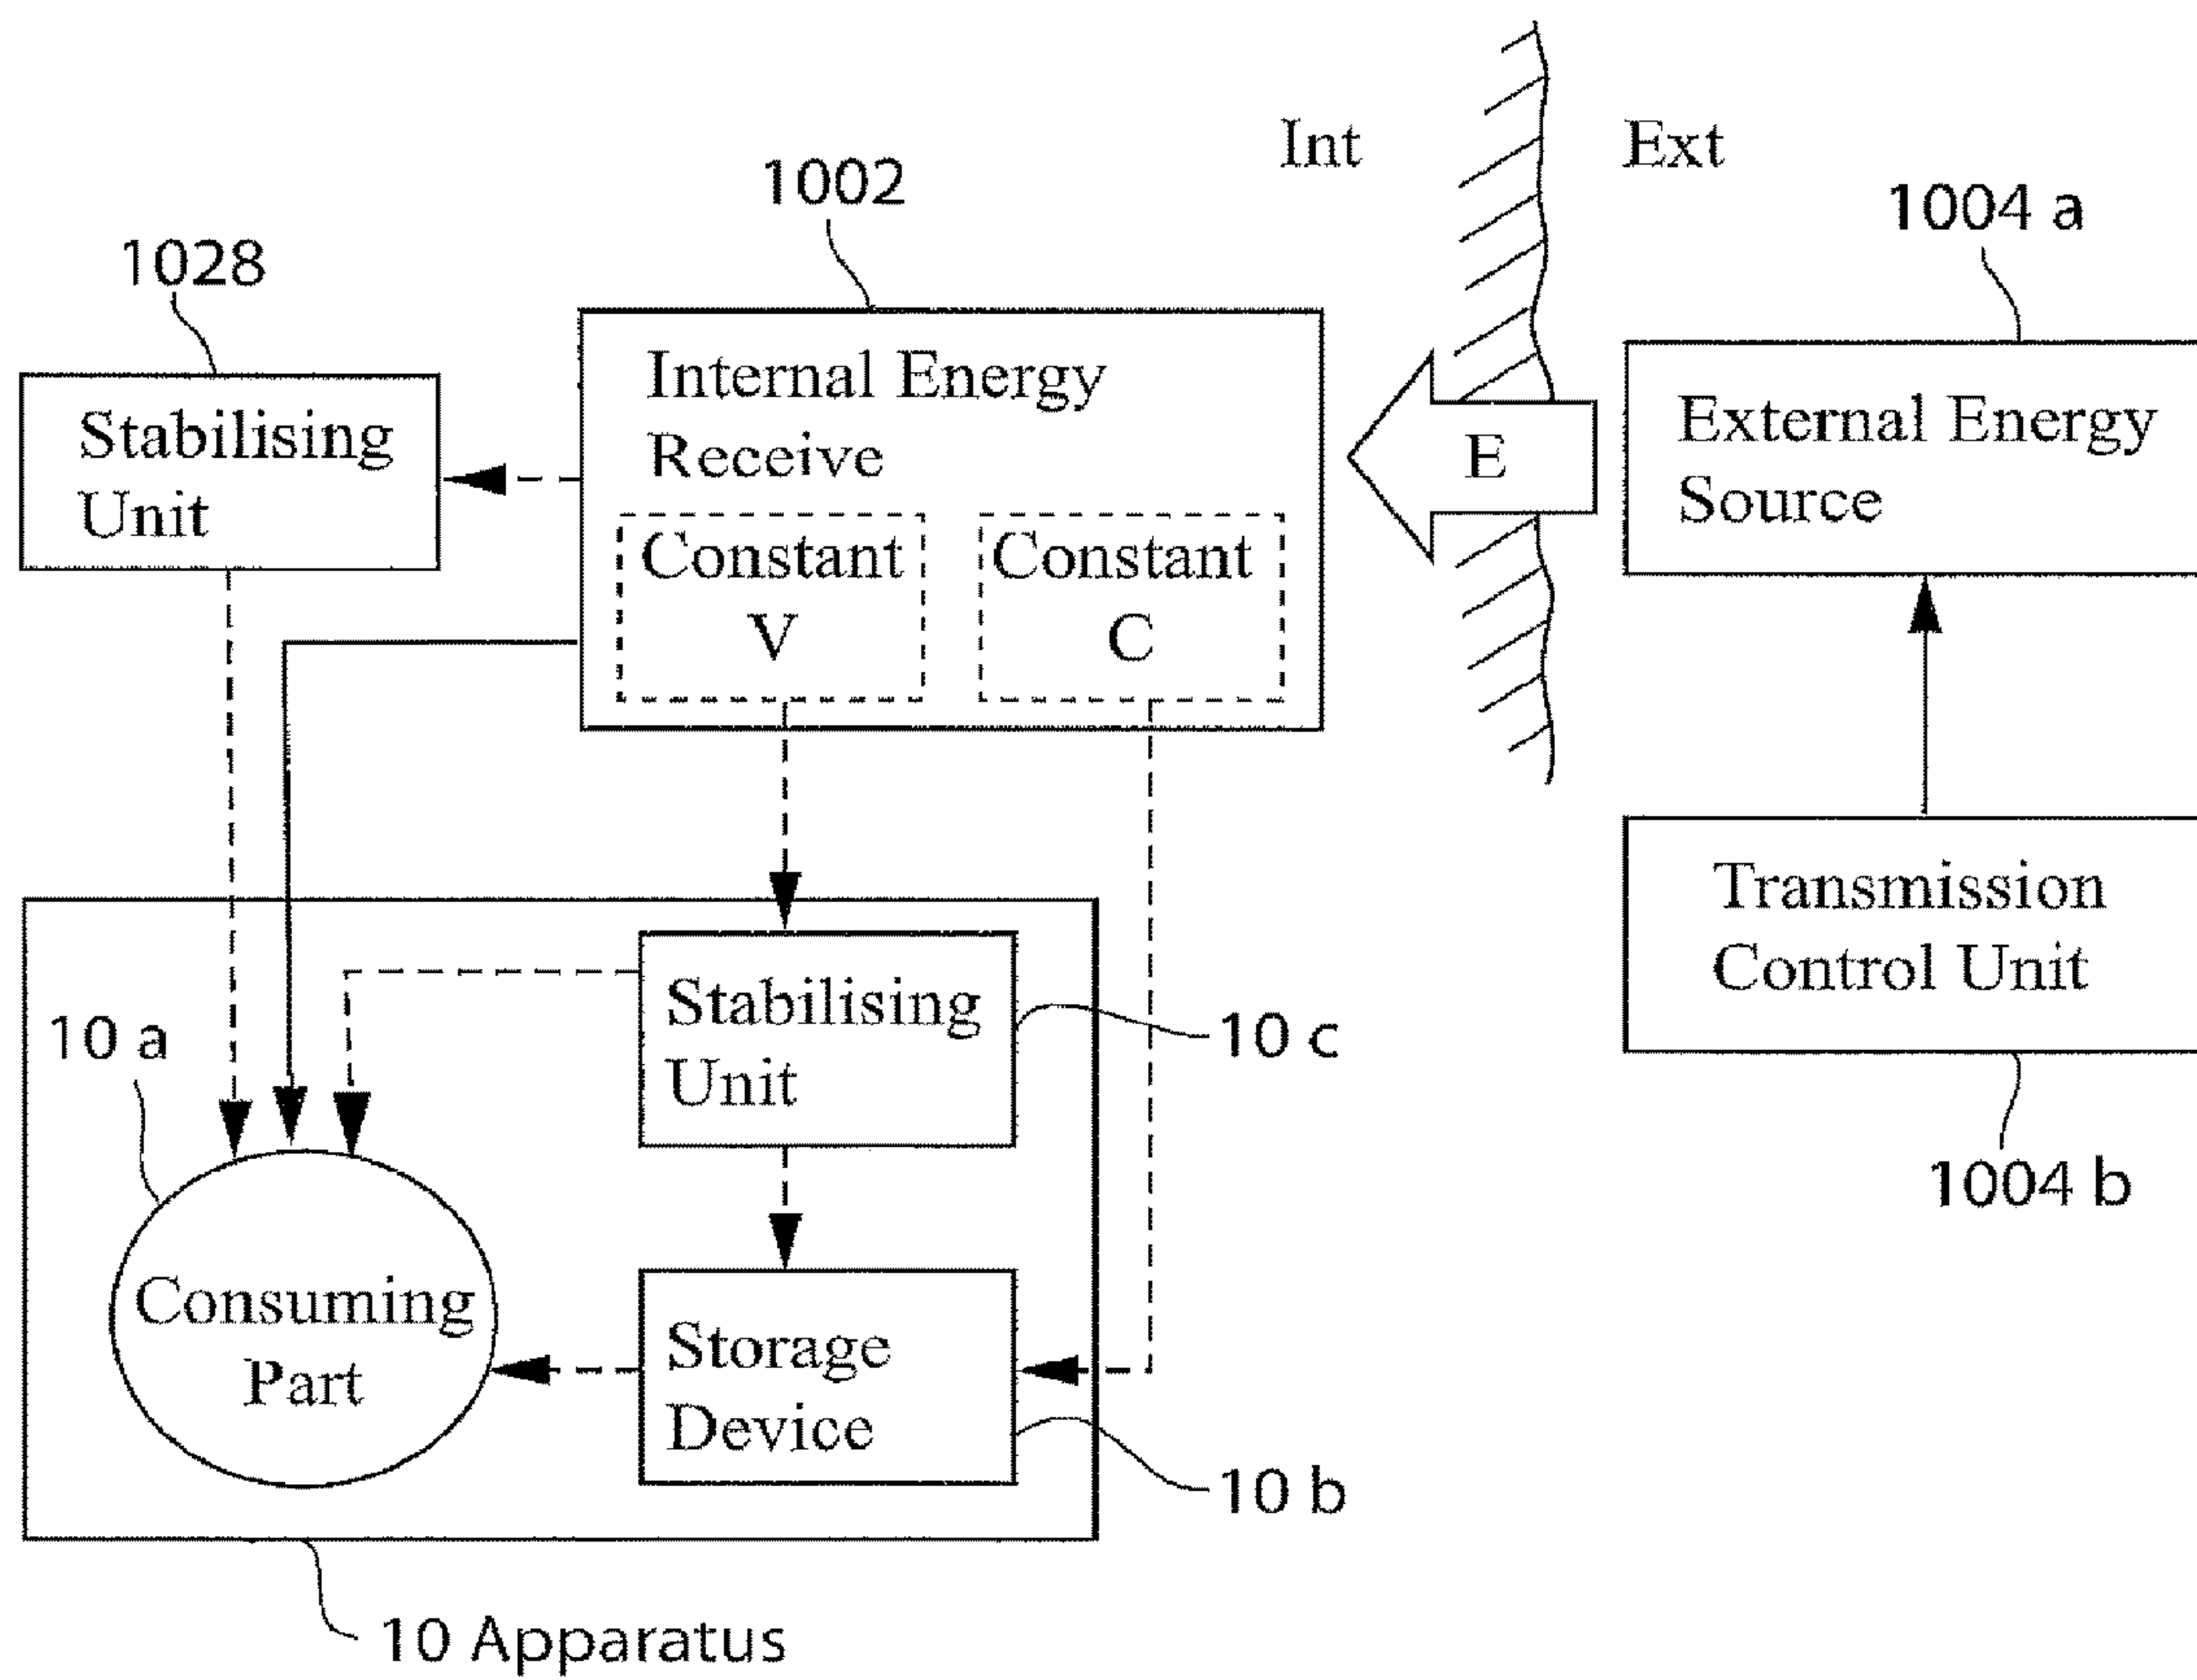 Int
Ext
1002
1004 a
1028
Internal Energy
Receive
Stabilising
Unit
E
External Energy
Source
Constant
V
Constant
C
Transmission
Control Unit
1004 b
10 a
Stabilising
Unit
10 c
Consuming
Part
Storage
Device
10 b
10 Apparatus